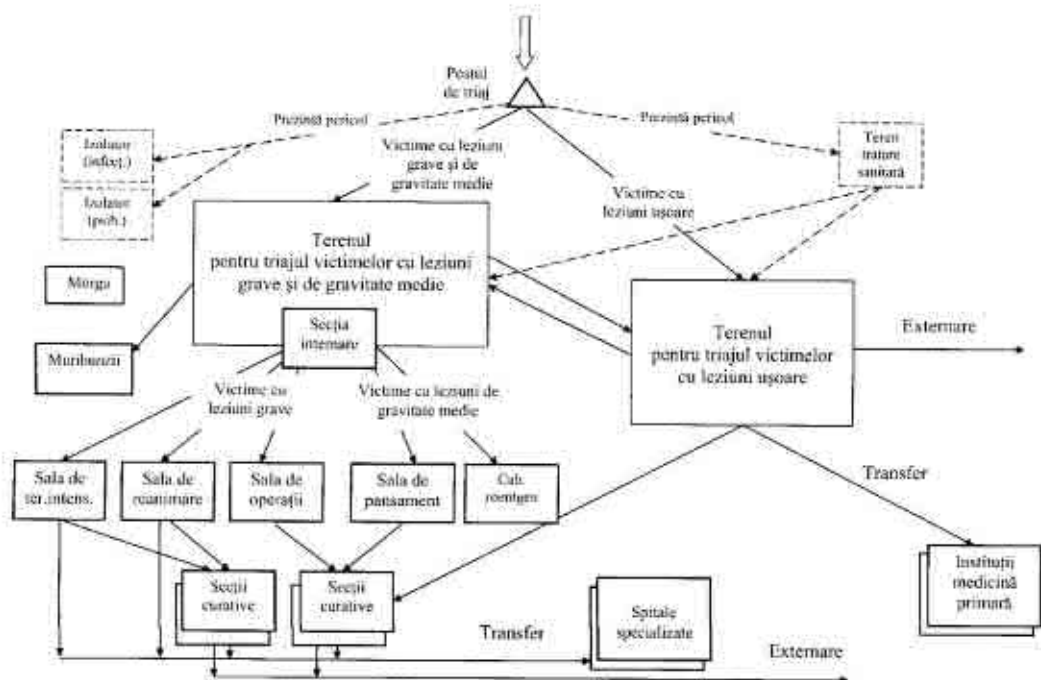 Postul
de triaj
Prezintă pericol
Prezintă pericol
Izolator
(infecț.)
Izolator
(psih.)
Teren
tratare
sanitară
Victime cu leziuni
grave și de
gravitate medie
Victime cu
leziuni ușoare
Terenul
pentru triajul victimelor cu leziuni
grave și de gravitate medie
Morga
Muribunzii
Secția
internare
Terenul
pentru triajul victimelor
cu leziuni ușoare
Externare
Victime cu
leziuni grave
Victime cu leziuni de
gravitate medie
Sala de
ter.intens.
Sala de
reanimare
Sala de
operații
Sala de
pansament
Cab.
roentgen
Transfer
Secții
curative
Secții
curative
Spitale
specializate
Instituții
medicină
primară
Transfer
Externare